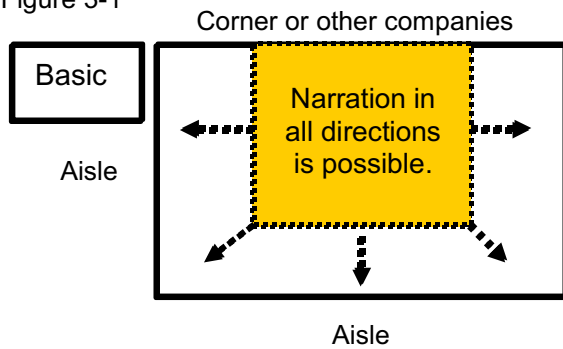 Figure 3-1
Corner or other companies
Basic
Narration in
all directions
is possible.
Aisle
Aisle